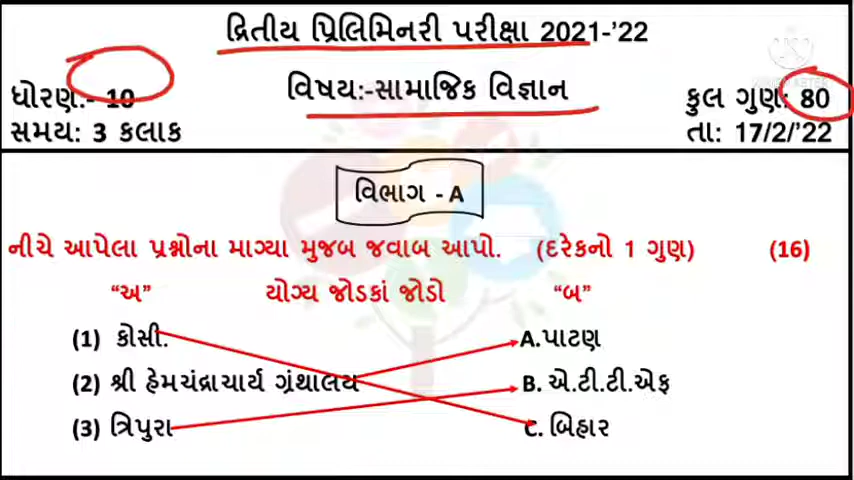 દ્રિતીય પ્રિલિમિનરી પરીક્ષા 2021-'22
ધોરણ:- 10 વિષય:-સામાજિક વિજ્ઞાન કુલ ગુણ: 80
સમય: 3 કલાક તા: 17/2/'22
વિભાગ - A
નીચે આપેલા પ્રશ્નોના માગ્યા મુજબ જવાબ આપો. (દરેકનો 1 ગુણ) (16)
“અ” યોગ્ય જોડકાં જોડો “બ”
(1) કોસી. A.પાટણ
(2) શ્રી હેમચંદ્રાચાર્ય ગ્રંથાલય B. એ.ટી.ટી.એફ
(3) ત્રિપુરા C. બિહાર